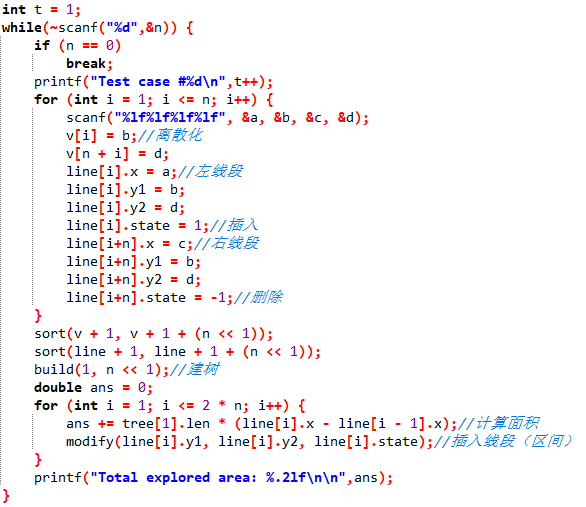 int t = 1;
while(~scanf("%d",&n)) {
    if (n == 0)
        break;
    printf("Test case #%d\n",t++);
    for (int i = 1; i <= n; i++) {
        scanf("%lf%lf%lf%lf", &a, &b, &c, &d);
        v[i] = b;//离散化
        v[n + i] = d;
        line[i].x = a;//左线段
        line[i].y1 = b;
        line[i].y2 = d;
        line[i].state = 1;//插入
        line[i+n].x = c;//右线段
        line[i+n].y1 = b;
        line[i+n].y2 = d;
        line[i+n].state = -1;//删除
    }
    sort(v + 1, v + 1 + (n << 1));
    sort(line + 1, line + 1 + (n << 1));
    build(1, n << 1);//建树
    double ans = 0;
    for (int i = 1; i <= 2 * n; i++) {
        ans += tree[1].len * (line[i].x - line[i - 1].x);//计算面积
        modify(line[i].y1, line[i].y2, line[i].state);//插入线段（区间）
    }
    printf("Total explored area: %.2lf\n\n",ans);
}